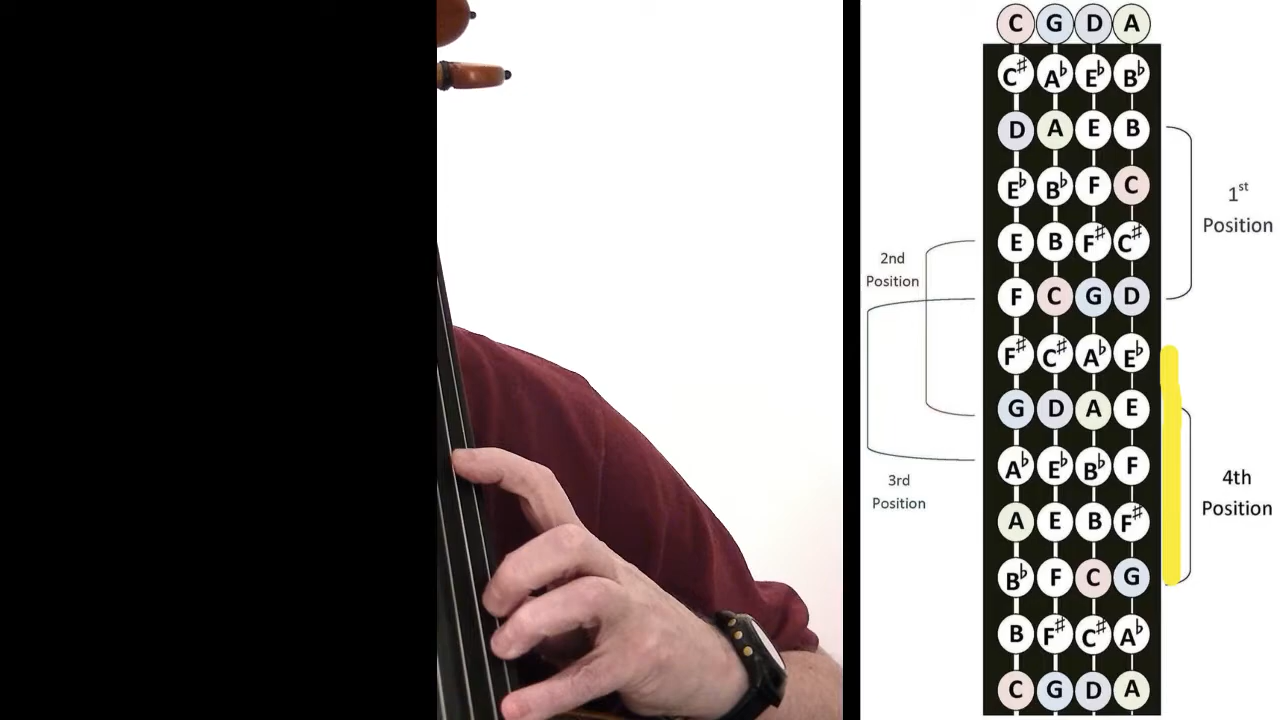 C G D A
C♯ A♭ E♭ B♭
D A E B
E♭ B♭ F C
1st
Position
E B F♯ C♯
2nd
Position
F C G D
F♯ C♯ A♭ E♭
G D A E
A♭ E♭ B♭ F
3rd
Position
4th
Position
A E B F♯
B♭ F C G
B F♯ C♯ A♭
C G D A